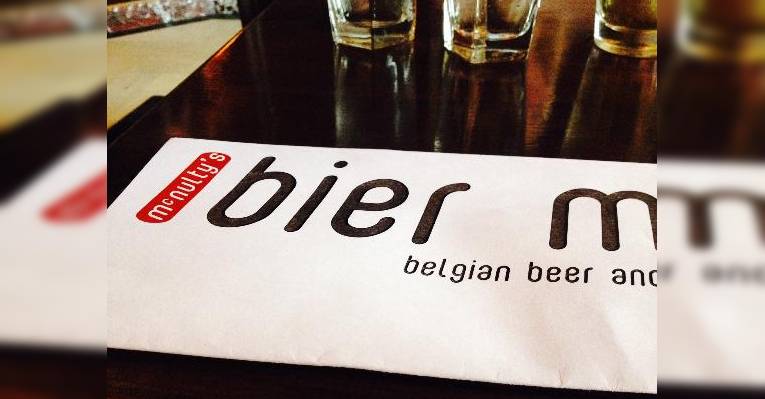 mcnulty's
bier m
belgian beer and